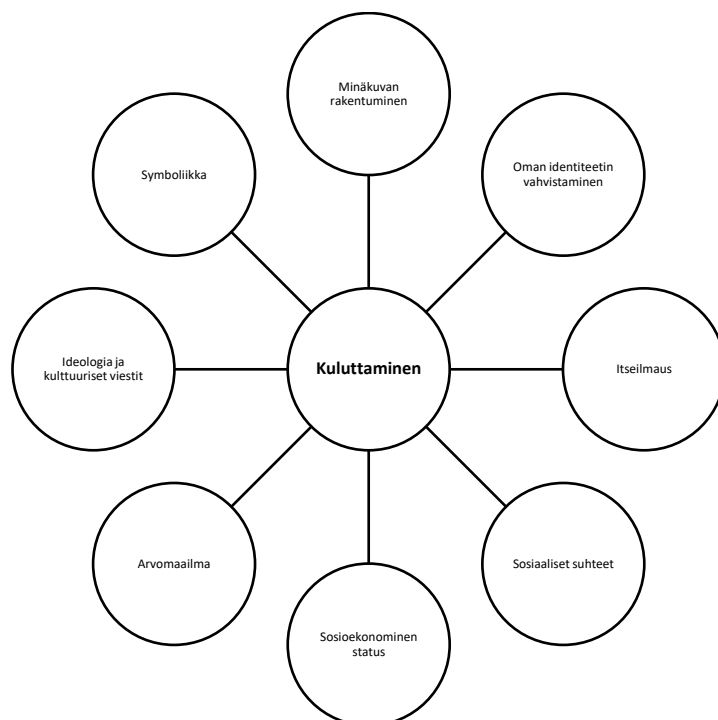 Minäkuvan
rakentuminen
Symboliikka
Oman identiteetin
vahvistaminen
Ideologia ja
kulttuuriset viestit
Kuluttaminen
Itseilmaus
Arvomaailma
Sosiaaliset suhteet
Sosioekonominen
status